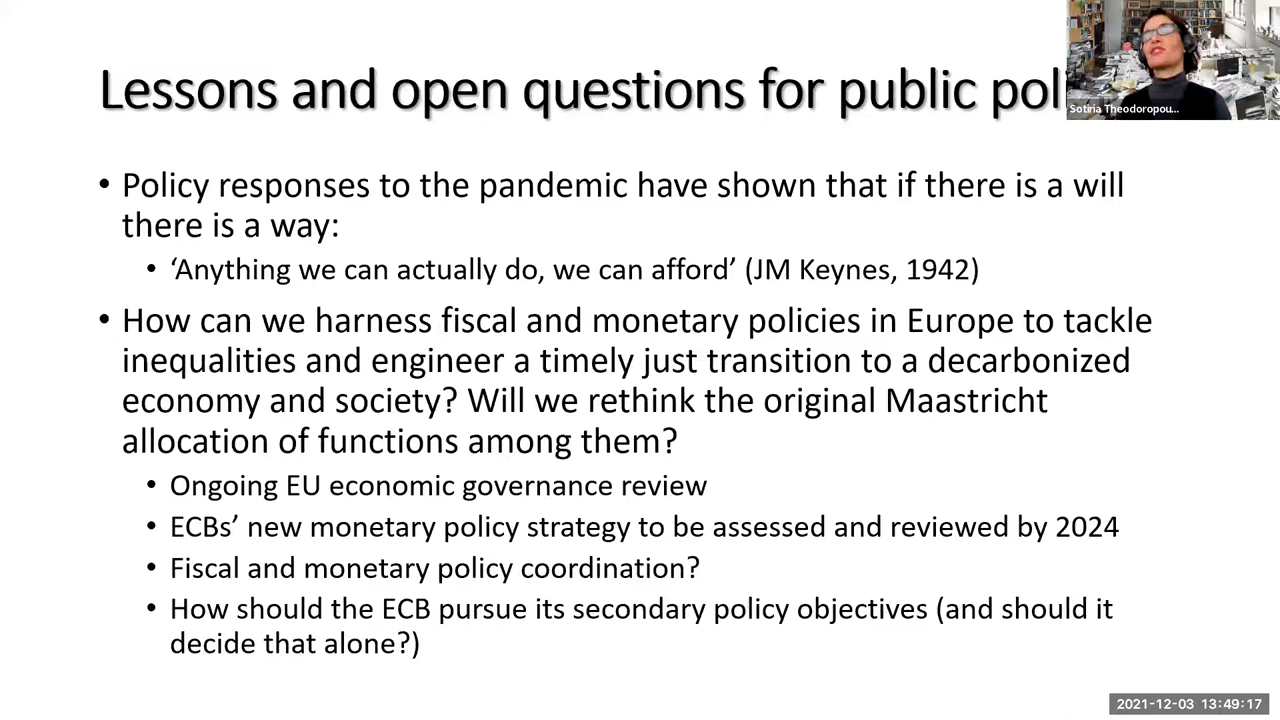 Lessons and open questions for public pol
Sotiria Theodoropou...
• Policy responses to the pandemic have shown that if there is a will
there is a way:
• ‘Anything we can actually do, we can afford’ (JM Keynes, 1942)
• How can we harness fiscal and monetary policies in Europe to tackle
inequalities and engineer a timely just transition to a decarbonized
economy and society? Will we rethink the original Maastricht
allocation of functions among them?
• Ongoing EU economic governance review
• ECBs’ new monetary policy strategy to be assessed and reviewed by 2024
• Fiscal and monetary policy coordination?
• How should the ECB pursue its secondary policy objectives (and should it
decide that alone?)
2021-12-03 13:49:17